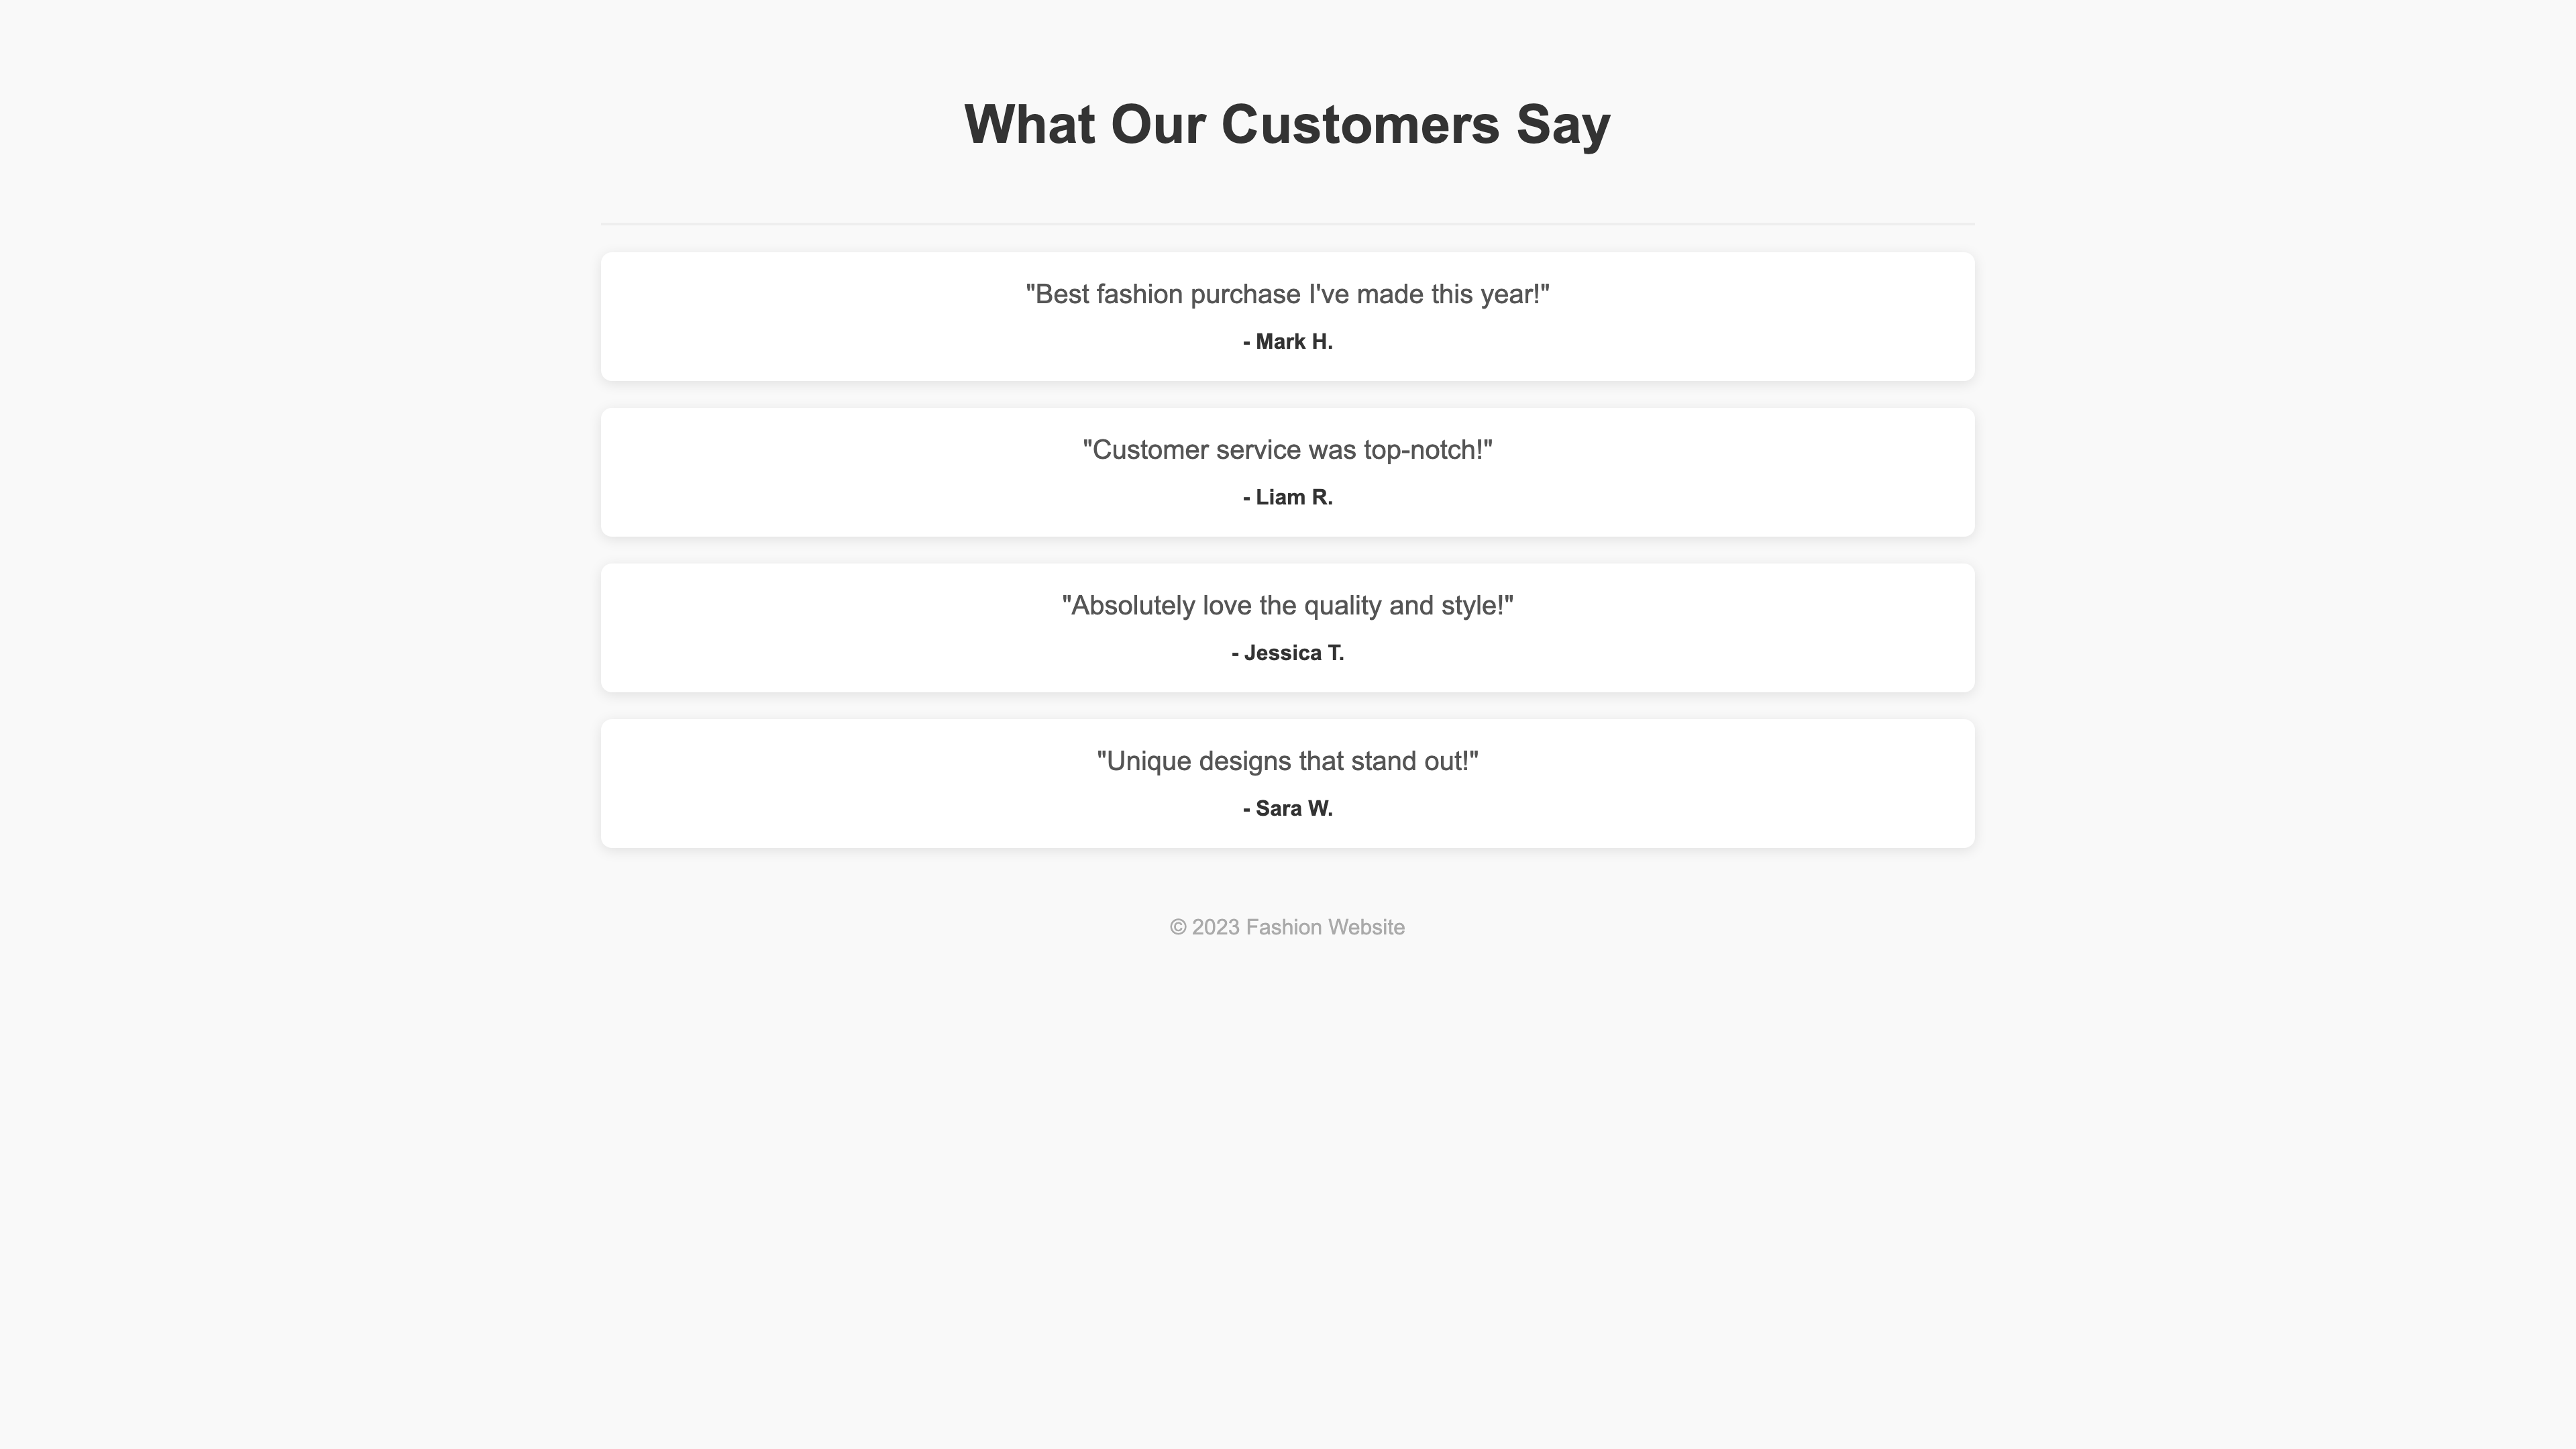 What Our Customers Say
"Best fashion purchase I've made this year!"
- Mark H.
"Customer service was top-notch!"
- Liam R.
"Absolutely love the quality and style!"
- Jessica T.
"Unique designs that stand out!"
- Sara W.
© 2023 Fashion Website